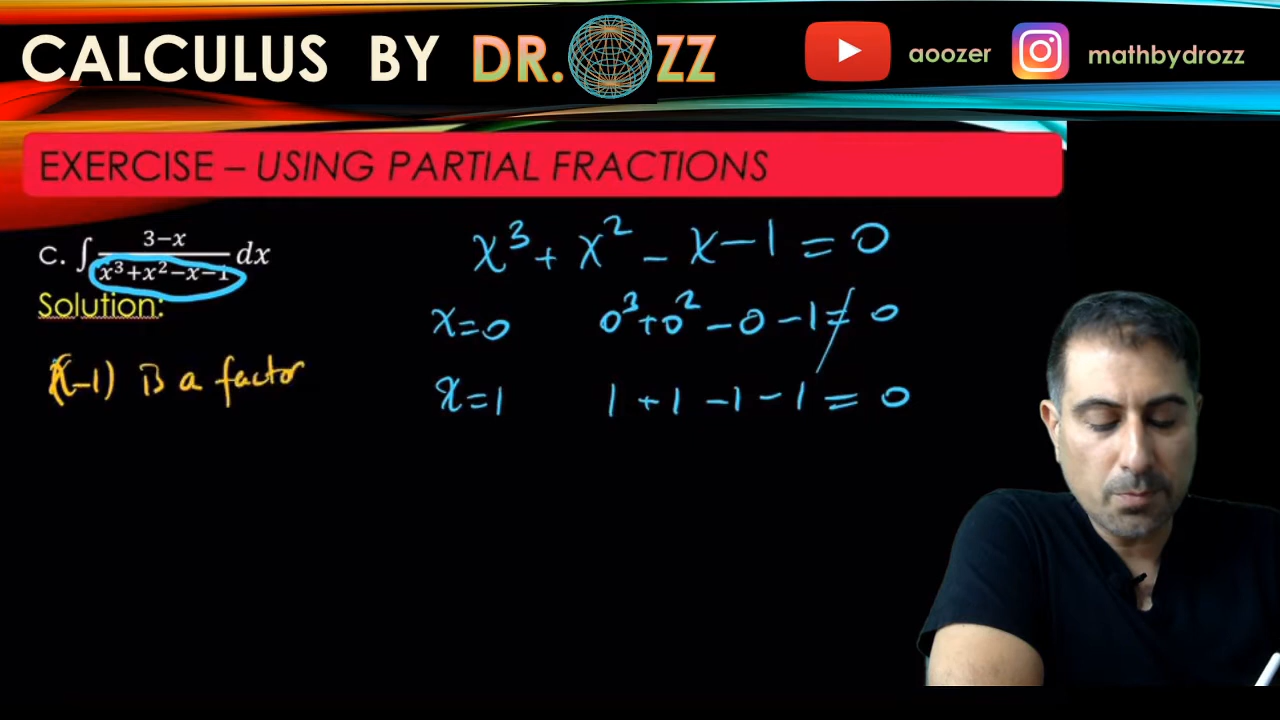 CALCULUS BY DR. OZZ
aoozer
mathbydrozz
EXERCISE – USING PARTIAL FRACTIONS
C. ∫ (3−x)/(x³+x²−x−1) dx
Solution:
(x-1) is a factor
x³ + x² - x - 1 = 0
x=0 0³+0² - 0 - 1 ≠ 0
x=1 1 + 1 - 1 - 1 = 0